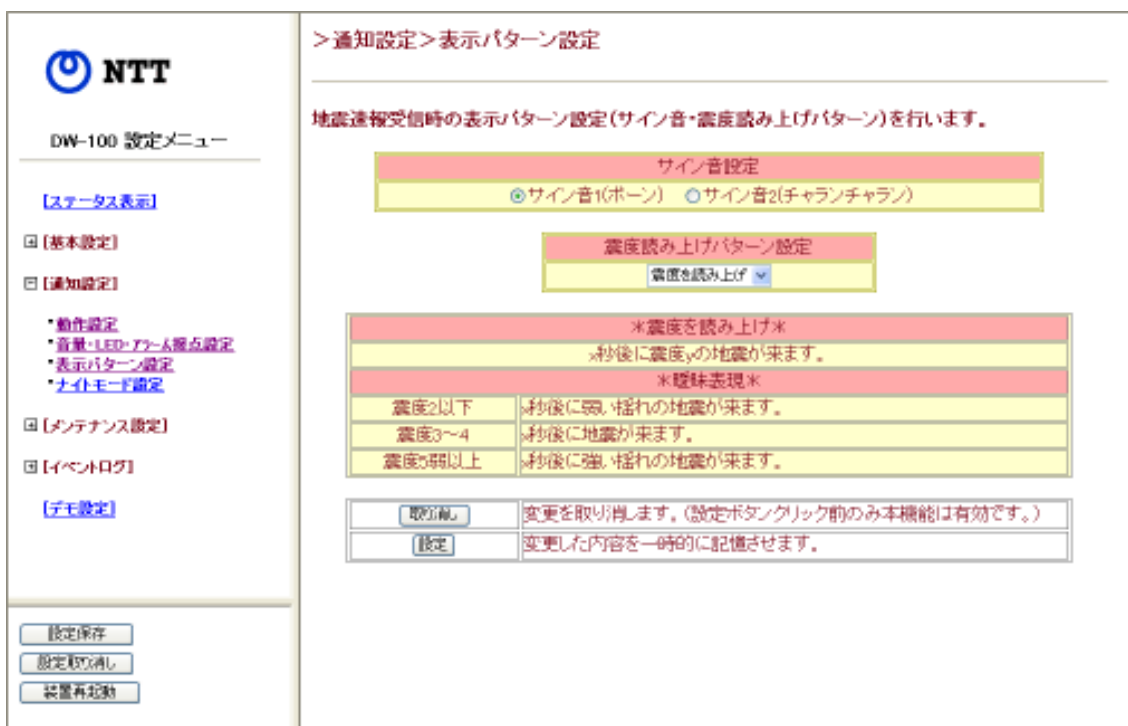 NTT
DW-100 設定メニュー
[ステータス表示]
[基本設定]
[通知設定]
・動作設定
・音量・LED・アラーム接点設定
・表示パターン設定
・ナイトモード設定
[メンテナンス設定]
[イベントログ]
[デモ設定]
設定保存
設定取り消し
装置再起動
>通知設定>表示パターン設定
地震速報受信時の表示パターン設定(サイン音・震度読み上げパターン)を行います。
サイン音設定
サイン音1(ポーン) サイン音2(チャランチャラン)
震度読み上げパターン設定
震度を読み上げ
*震度を読み上げ*
x秒後に震度yの地震が来ます。
*曖昧表現*
震度2以下 x秒後に弱い揺れの地震が来ます。
震度3~4 x秒後に地震が来ます。
震度5弱以上 x秒後に強い揺れの地震が来ます。
取り消し 変更を取り消します。(設定ボタンクリック前のみ本機能は有効です。)
設定 変更した内容を一時的に記憶させます。